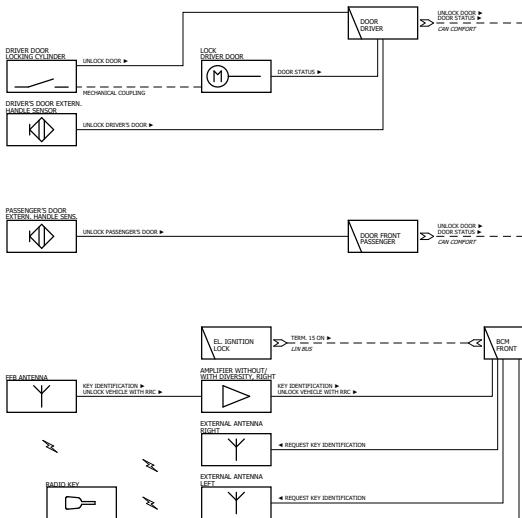 DOOR
DRIVER
UNLOCK DOOR ►
DOOR STATUS ►
CAN COMFORT
DRIVER DOOR
LOCKING CYLINDER
UNLOCK DOOR ►
MECHANICAL COUPLING
LOCK
DRIVER DOOR
M
DOOR STATUS ►
DRIVER'S DOOR EXTERN.
HANDLE SENSOR
UNLOCK DRIVER'S DOOR ►
PASSENGER'S DOOR
EXTERN. HANDLE SENS.
UNLOCK PASSENGER'S DOOR ►
DOOR FRONT
PASSENGER
UNLOCK DOOR ►
DOOR STATUS ►
CAN COMFORT
EL. IGNITION
LOCK
TERM. 15 ON ►
LIN BUS
BCM
FRONT
FFB ANTENNA
KEY IDENTIFICATION ►
UNLOCK VEHICLE WITH RRC ►
AMPLIFIER WITHOUT/
WITH DIVERSITY, RIGHT
KEY IDENTIFICATION ►
UNLOCK VEHICLE WITH RRC ►
EXTERNAL ANTENNA
RIGHT
◄ REQUEST KEY IDENTIFICATION
RADIO KEY
EXTERNAL ANTENNA
LEFT
◄ REQUEST KEY IDENTIFICATION